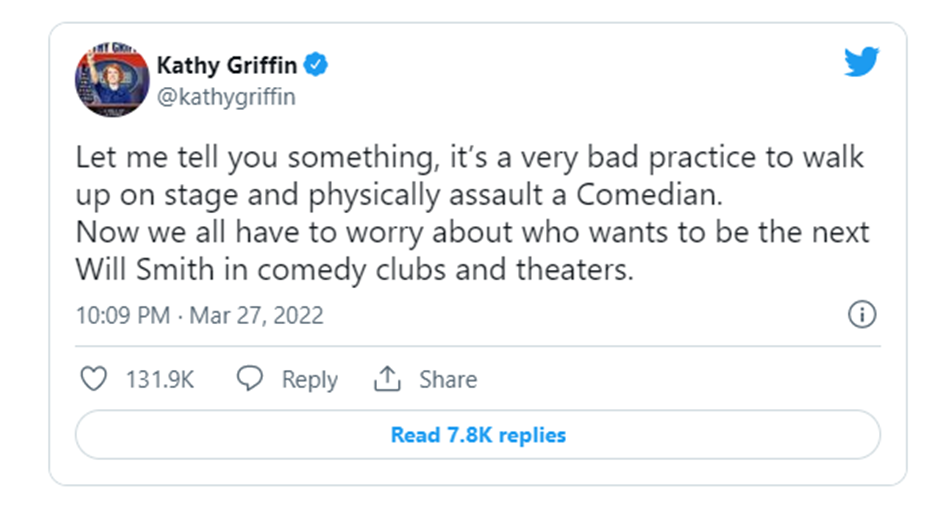 Kathy Griffin
@kathygriffin
Let me tell you something, it’s a very bad practice to walk
up on stage and physically assault a Comedian.
Now we all have to worry about who wants to be the next
Will Smith in comedy clubs and theaters.
10:09 PM · Mar 27, 2022
131.9K Reply Share
Read 7.8K replies